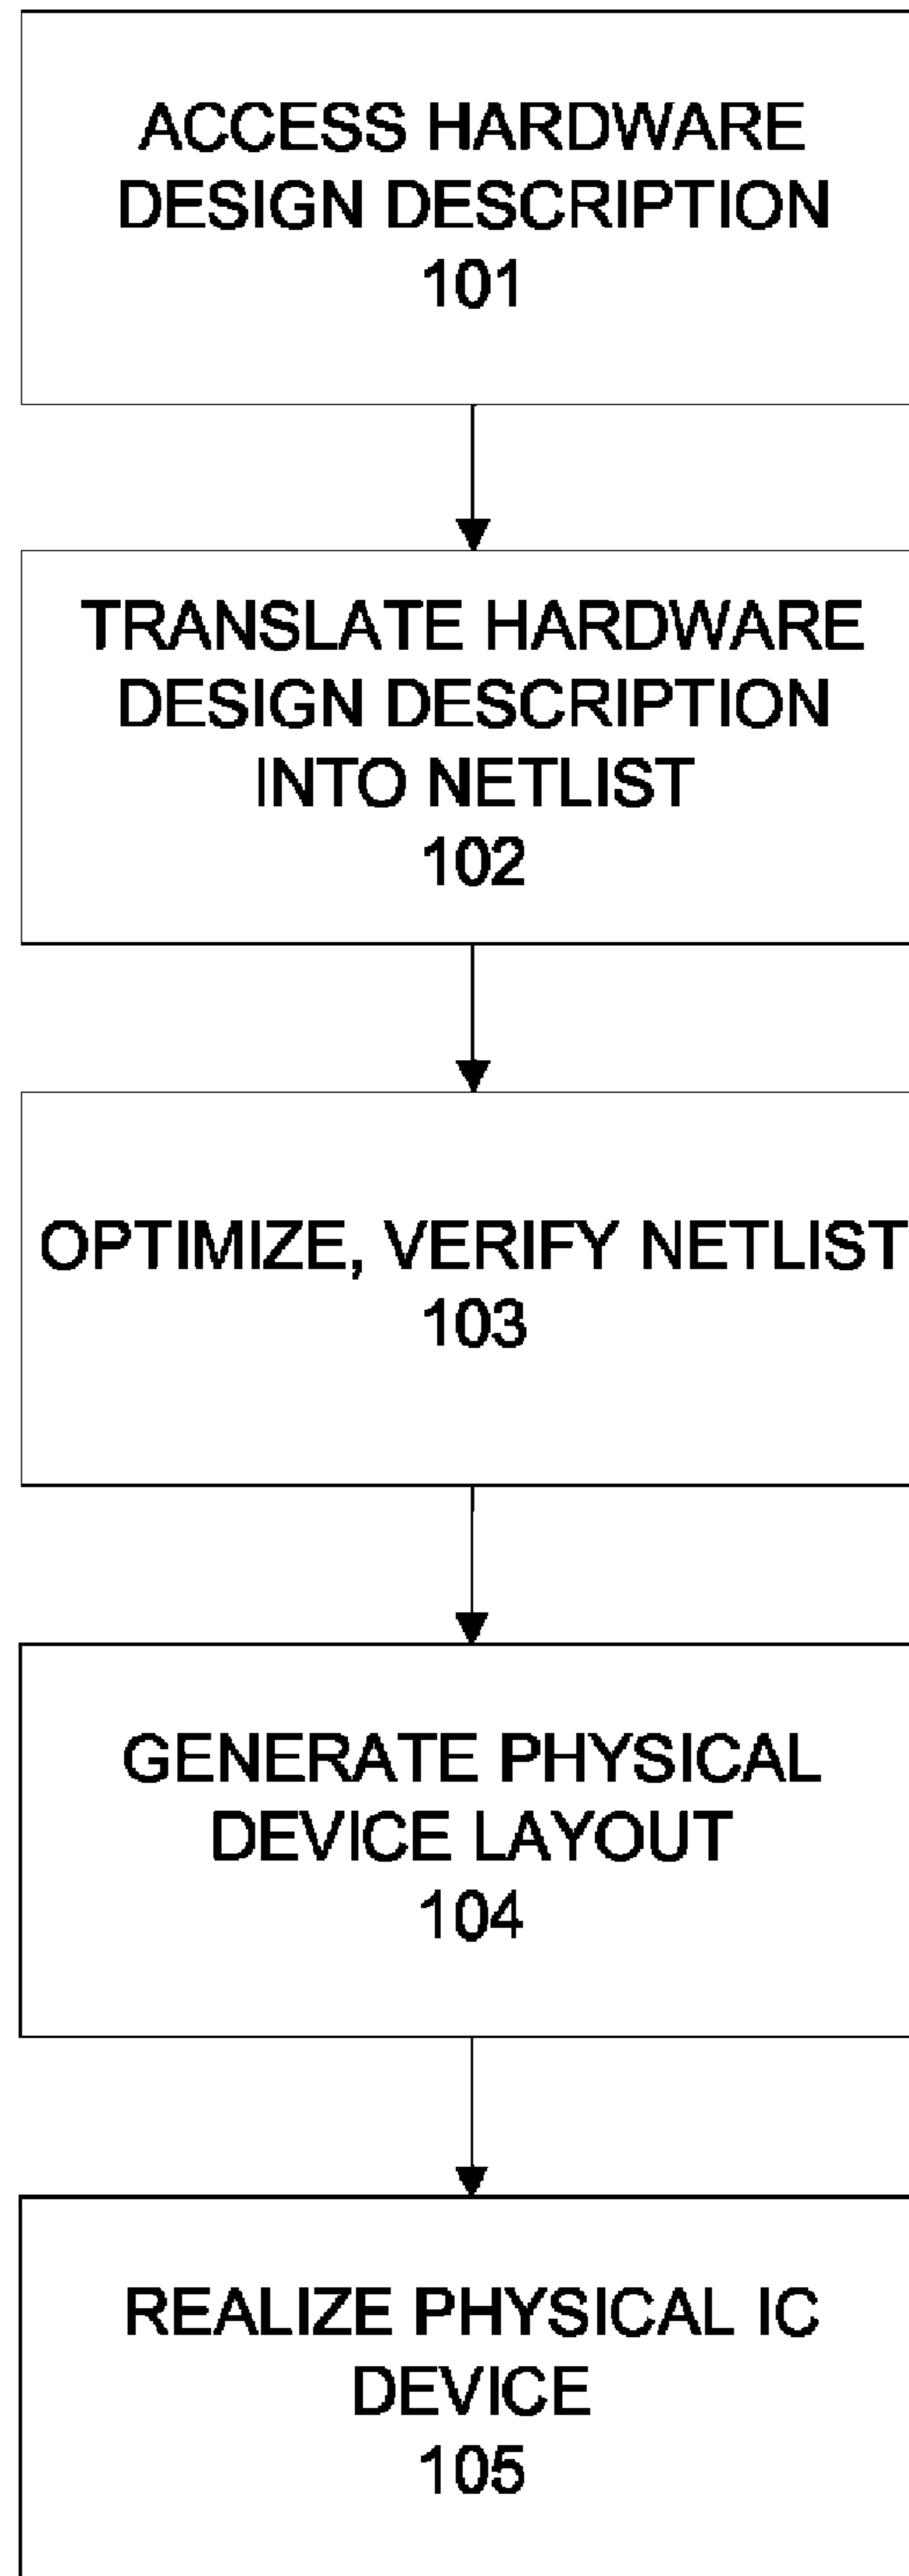 ACCESS HARDWARE
DESIGN DESCRIPTION
101
TRANSLATE HARDWARE
DESIGN DESCRIPTION
INTO NETLIST
102
OPTIMIZE, VERIFY NETLIST
103
GENERATE PHYSICAL
DEVICE LAYOUT
104
REALIZE PHYSICAL IC
DEVICE
105